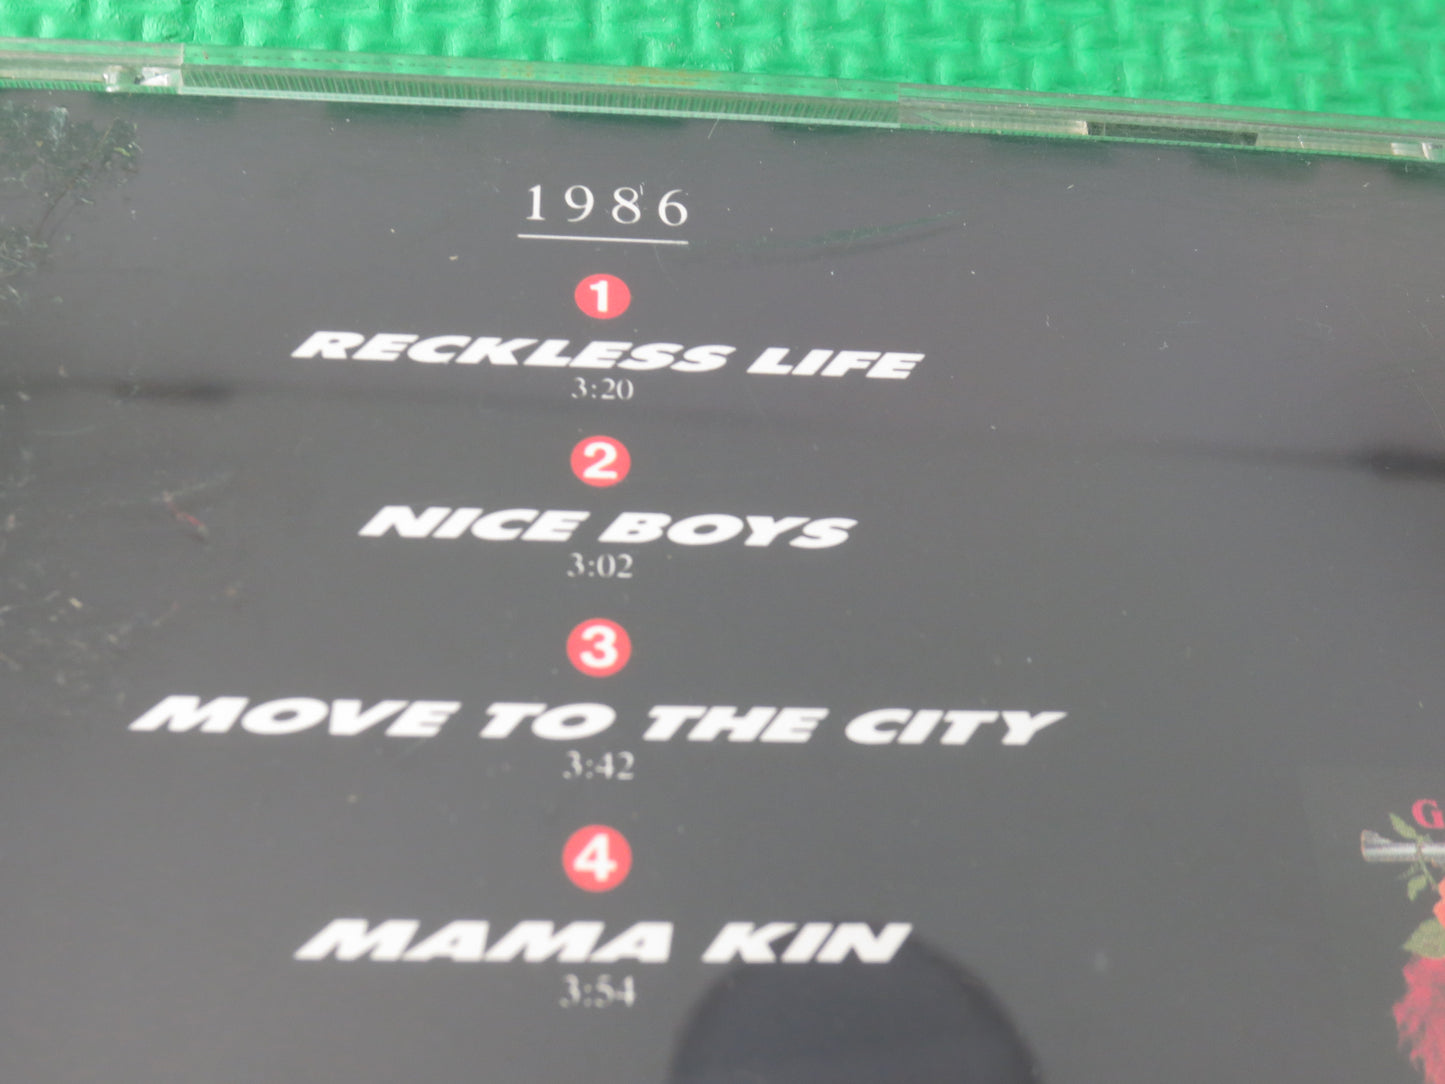 1986
1
RECKLESS LIFE
3:20
2
NICE BOYS
3:02
3
MOVE TO THE CITY
3:42
4
MAMA KIN
3:54
G